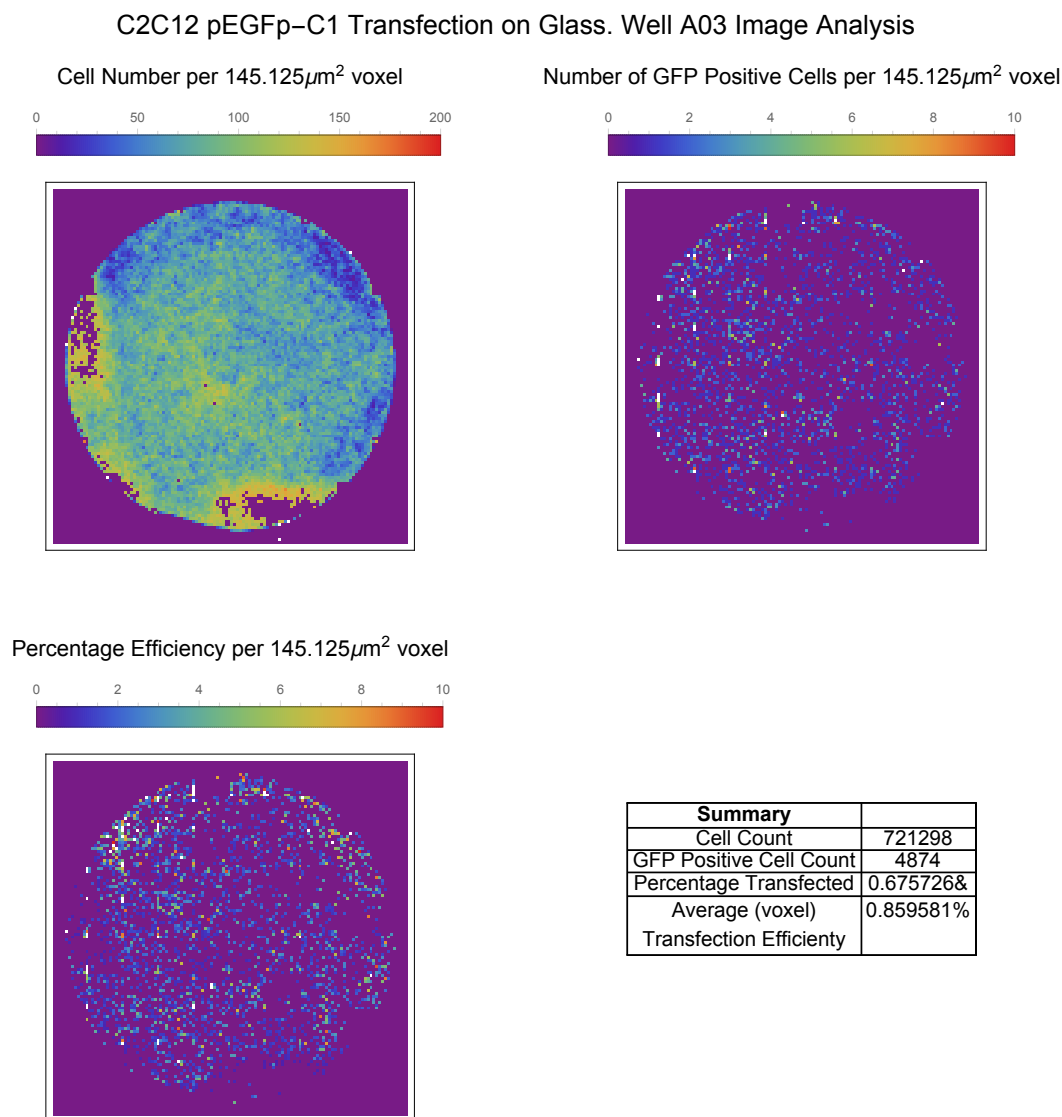 C2C12 pEGFp−C1 Transfection on Glass. Well A03 Image Analysis
Cell Number per 145.125μm² voxel
0 50 100 150 200
Number of GFP Positive Cells per 145.125μm² voxel
0 2 4 6 8 10
Percentage Efficiency per 145.125μm² voxel
0 2 4 6 8 10
Summary
Cell Count 721298
GFP Positive Cell Count 4874
Percentage Transfected 0.675726&
Average (voxel) 0.859581%
Transfection Efficienty